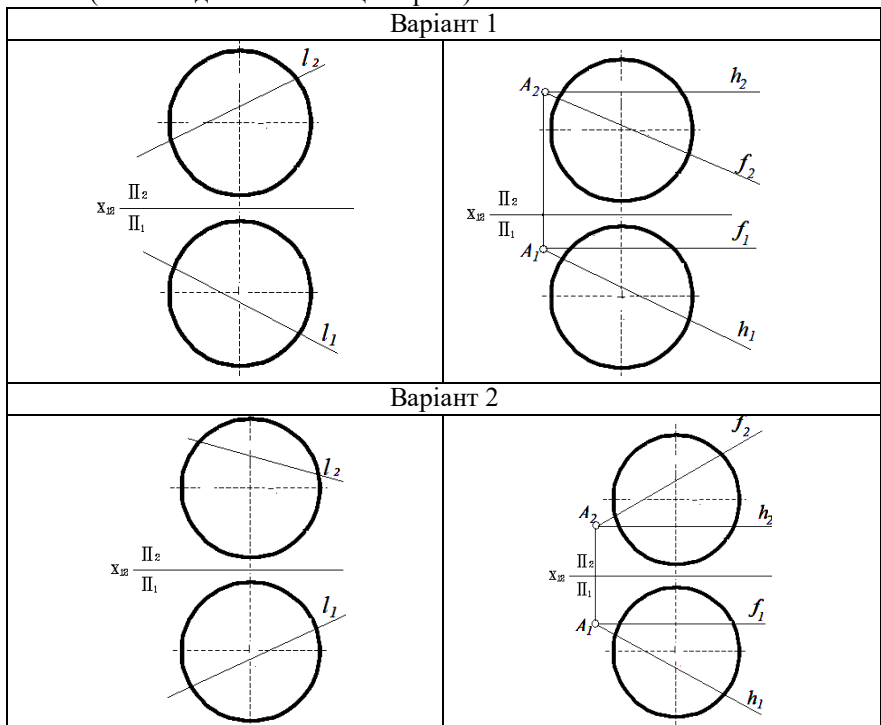 Варіант 1
l₂
x₁₂ П₂
П₁
l₁
A₂ h₂
f₂
x₁₂ П₂
П₁
A₁ f₁
h₁
Варіант 2
l₂
x₁₂ П₂
П₁
l₁
f₂
A₂ h₂
x₁₂ П₂
П₁
A₁ f₁
h₁